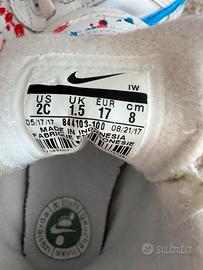 IW
US UK EUR cm
2C 1.5 17 8
05/17/17 844103-100 08/21/17
MADE IN INDONESIA
FABRIQUE EN INDONESIE
subito